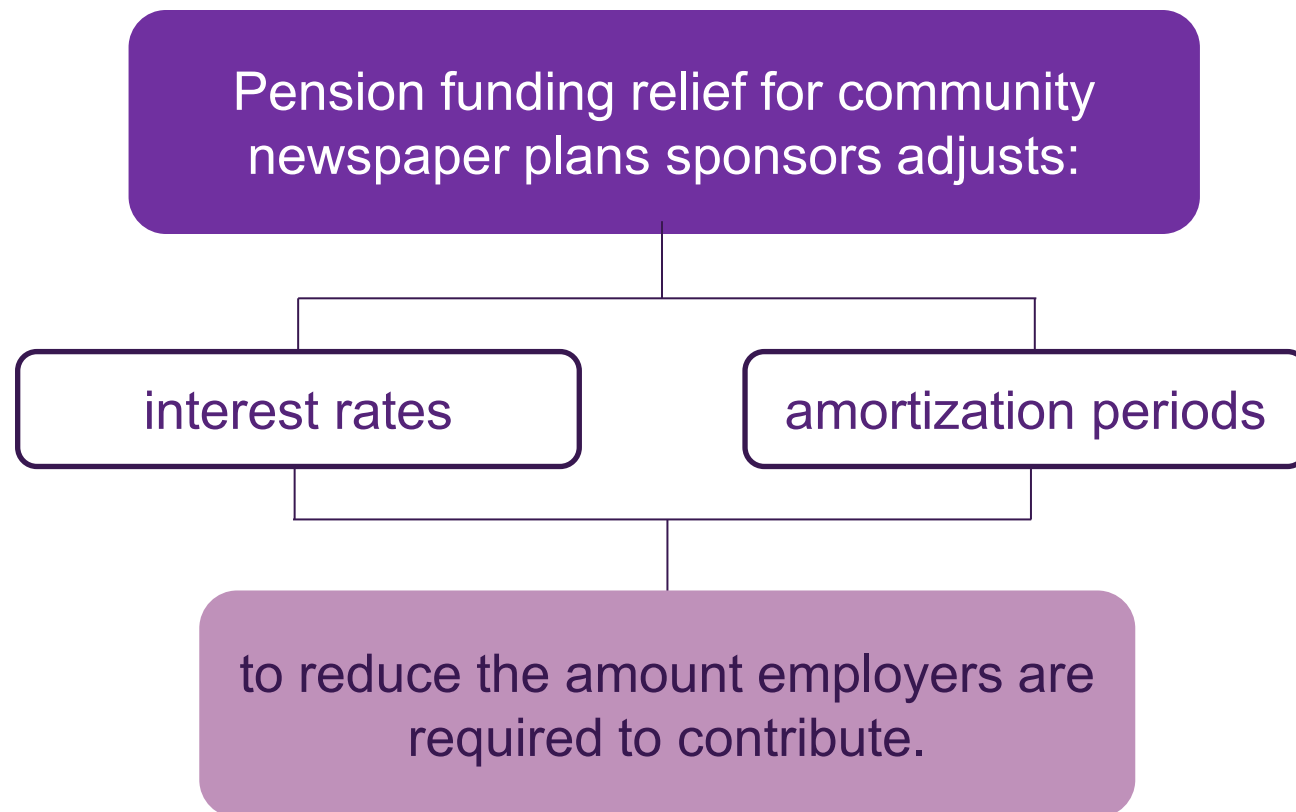 Pension funding relief for community
newspaper plans sponsors adjusts:
interest rates
amortization periods
to reduce the amount employers are
required to contribute.